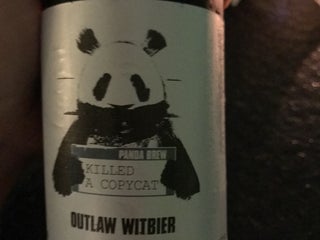 PANDA BREW
KILLED
A COPYCAT
OUTLAW WITBIER